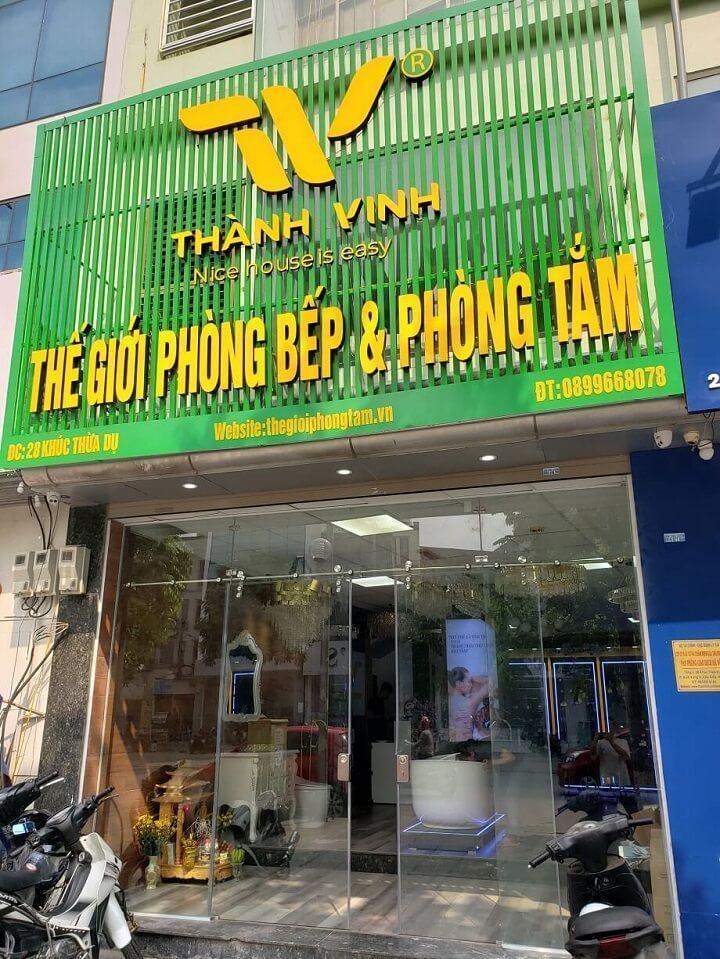 TV®
THÀNH VINH
Nice house is easy
THẾ GIỚI PHÒNG BẾP & PHÒNG TẮM
ĐT: 0899668078
Website: thegioiphongtam.vn
ĐC: 28 KHÚC THỪA DỤ
2